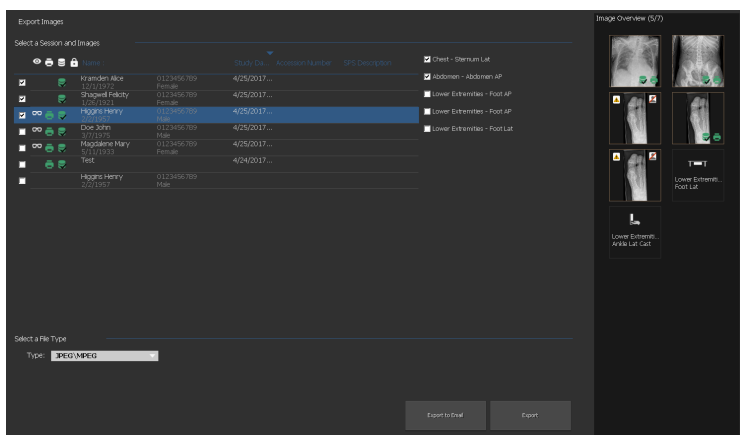 Export Images
Image Overview (5/7)
Select a Session and Images
Name
Study Da... Accession Number SPS Description
Kramden Alice 0123456789 4/25/2017...
12/1/1972 Female
Shagwell Felicity 0123456789 4/25/2017...
1/26/1921 Female
Higgins Henry 0123456789 4/25/2017...
2/2/1957 Male
Doe John 0123456789 4/25/2017...
3/7/1975 Male
Magdalene Mary 0123456789 4/25/2017...
5/11/1933 Female
Test 4/24/2017...
Higgins Henry 0123456789
2/2/1957 Male
Chest - Sternum Lat
Abdomen - Abdomen AP
Lower Extremities - Foot AP
Lower Extremities - Foot AP
Lower Extremities - Foot Lat
Lower Extremiti...
Foot Lat
Lower Extremiti...
Ankle Lat Cast
Select a File Type
Type: JPEG\MPEG
Export to Email
Export